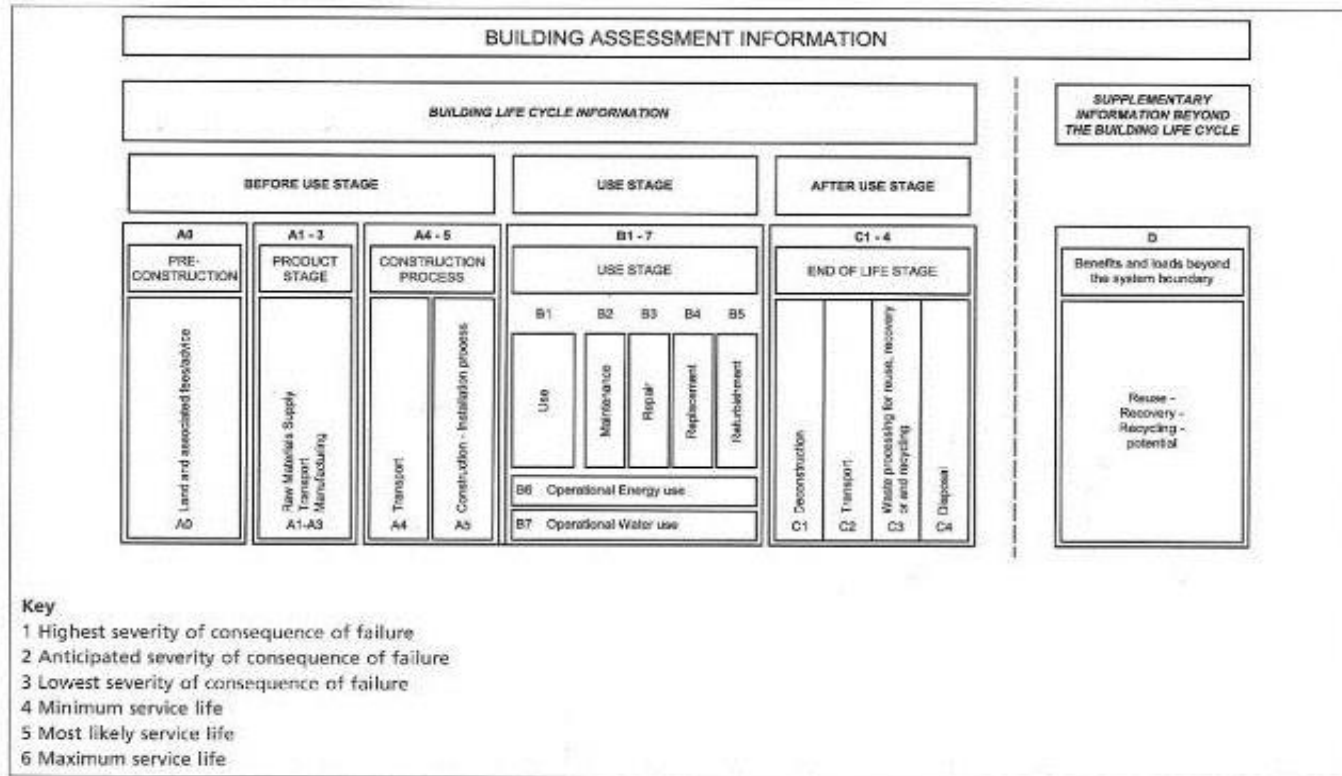 BUILDING ASSESSMENT INFORMATION
BUILDING LIFE CYCLE INFORMATION
SUPPLEMENTARY
INFORMATION BEYOND
THE BUILDING LIFE CYCLE
BEFORE USE STAGE
USE STAGE
AFTER USE STAGE
A0
PRE-
CONSTRUCTION
Land and associated fees/advice
A0
A1 - 3
PRODUCT
STAGE
Raw Materials Supply
Transport
Manufacturing
A1-A3
A4 - 5
CONSTRUCTION
PROCESS
Transport
A4
Construction - Installation process
A5
B1 - 7
USE STAGE
B1
Use
B2
Maintenance
B3
Repair
B4
Replacement
B5
Refurbishment
B6 Operational Energy use
B7 Operational Water use
C1 - 4
END OF LIFE STAGE
Deconstruction
C1
Transport
C2
Waste processing for reuse, recovery
or and recycling
C3
Disposal
C4
D
Benefits and loads beyond
the system boundary
Reuse -
Recovery -
Recycling -
potential
Key
1 Highest severity of consequence of failure
2 Anticipated severity of consequence of failure
3 Lowest severity of consequence of failure
4 Minimum service life
5 Most likely service life
6 Maximum service life